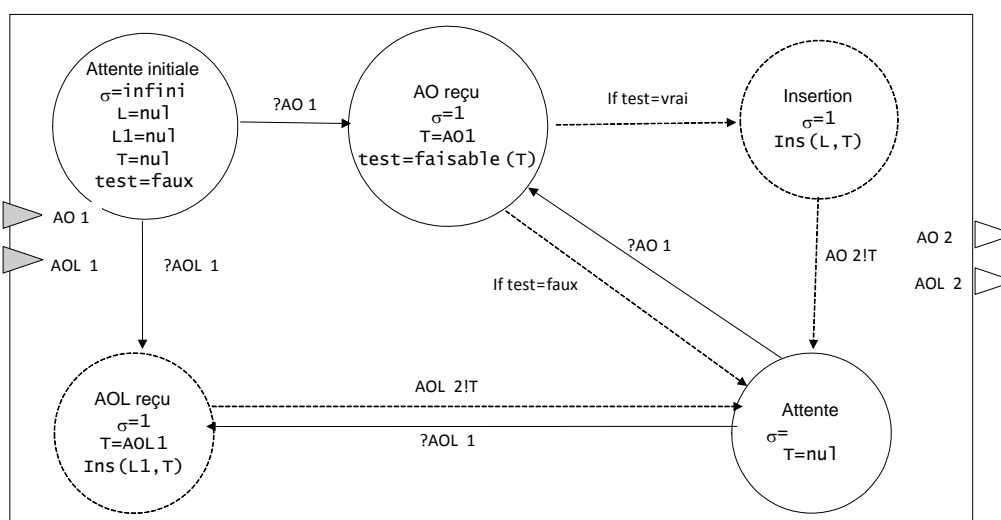 Attente initiale
σ=infini
L=nul
L1=nul
T=nul
test=faux
?AO 1
AO reçu
σ=1
T=AO1
test=faisable(T)
If test=vrai
Insertion
σ=1
Ins(L,T)
AO 1
AOL 1
?AOL 1
?AO 1
If test=faux
AO 2!T
AO 2
AOL 2
AOL reçu
σ=1
T=AOL1
Ins(L1,T)
AOL 2!T
?AOL 1
Attente
σ=
T=nul